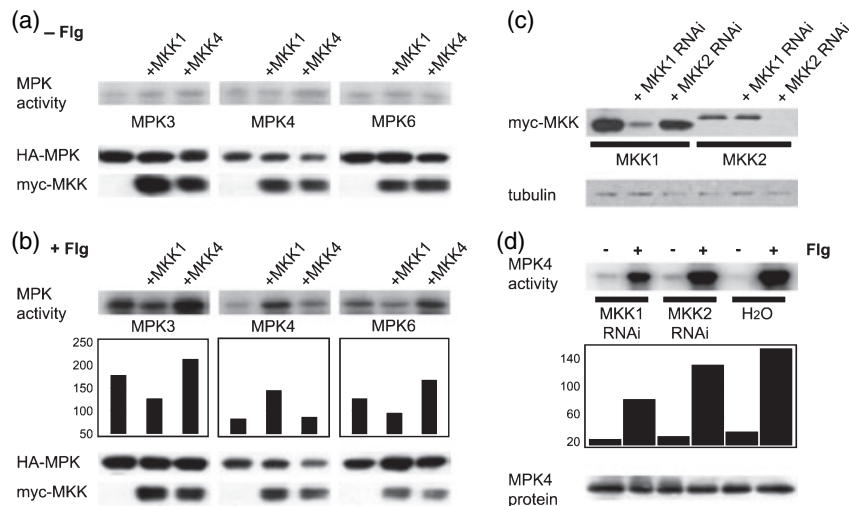 (a)
– Flg
+MKK1
+MKK4
+MKK1
+MKK4
+MKK1
+MKK4
MPK
activity
MPK3
MPK4
MPK6
HA-MPK
myc-MKK
(b)
+ Flg
+MKK1
+MKK4
+MKK1
+MKK4
+MKK1
+MKK4
MPK
activity
MPK3
MPK4
MPK6
250
200
150
100
50
HA-MPK
myc-MKK
(c)
+ MKK1 RNAi
+ MKK2 RNAi
+ MKK1 RNAi
+ MKK2 RNAi
myc-MKK
MKK1
MKK2
tubulin
(d)
- + - + - + Flg
MPK4
activity
MKK1
RNAi
MKK2
RNAi
H2O
140
100
60
20
MPK4
protein